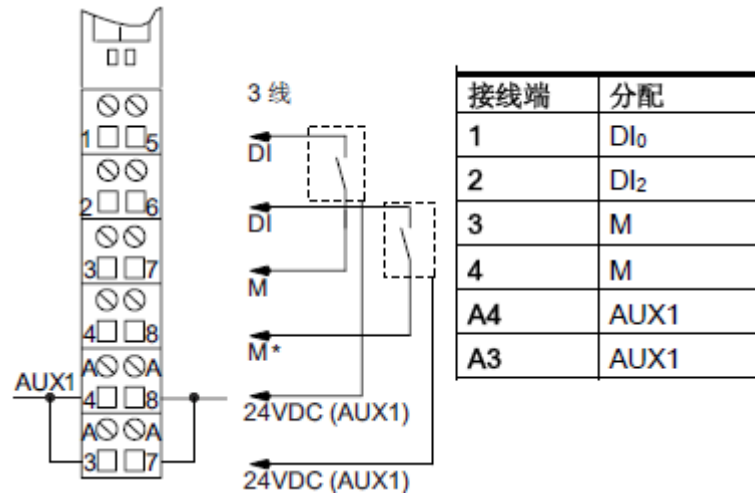 3 线
接线端 分配
1 5
DI
1 DI0
2 6
DI
2 DI2
3 7
M
3 M
4 8
M*
4 M
A A
AUX1
4 8
24VDC (AUX1)
A4 AUX1
A A
3 7
24VDC (AUX1)
A3 AUX1